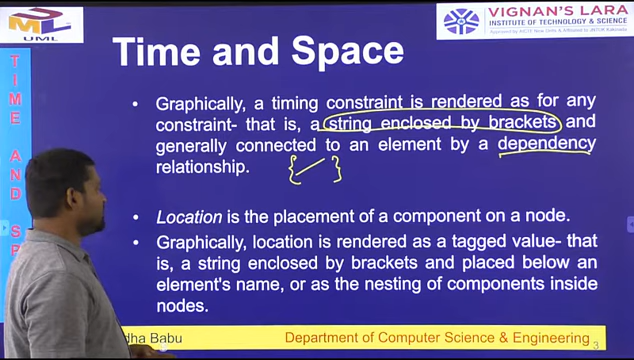 UML
Time and Space
VIGNAN'S LARA
INSTITUTE OF TECHNOLOGY & SCIENCE
TIME AND SP
• Graphically, a timing constraint is rendered as for any
constraint- that is, a string enclosed by brackets and
generally connected to an element by a dependency
relationship.
{ }
• Location is the placement of a component on a node.
• Graphically, location is rendered as a tagged value- that
is, a string enclosed by brackets and placed below an
element's name, or as the nesting of components inside
nodes.
dha Babu
Department of Computer Science & Engineering
3